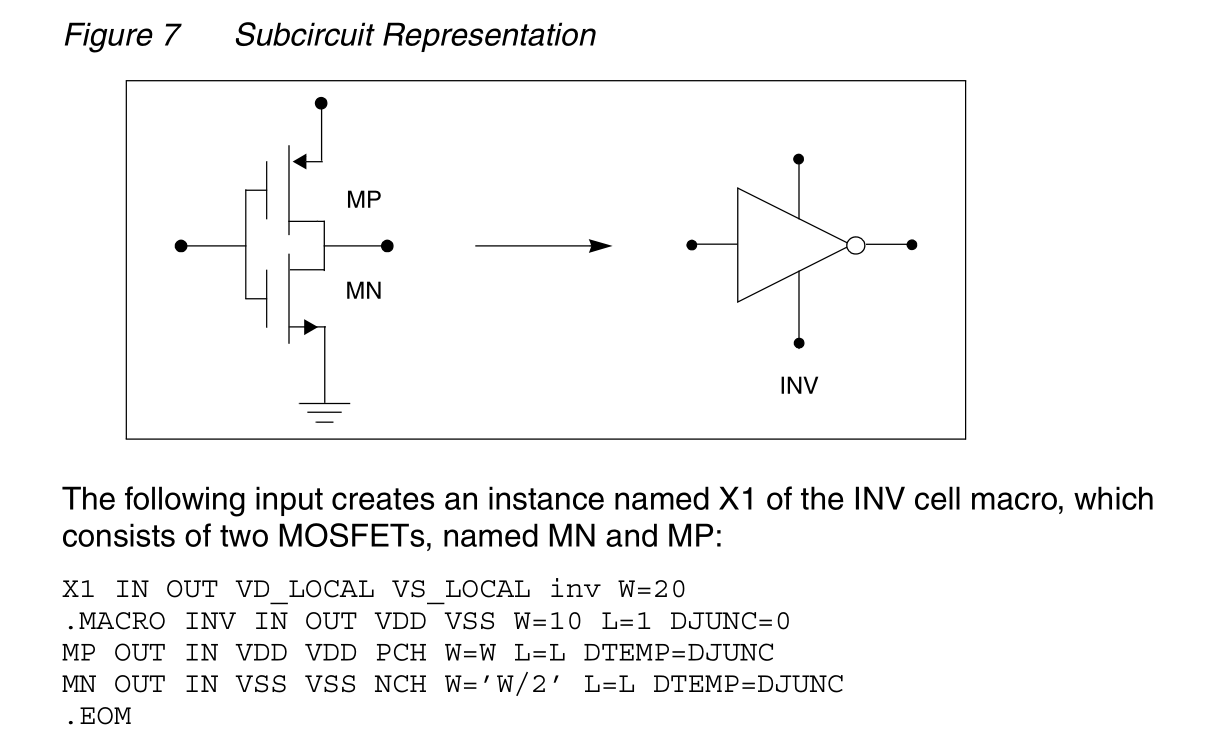 Figure 7 Subcircuit Representation
MP
MN
INV
The following input creates an instance named X1 of the INV cell macro, which
consists of two MOSFETs, named MN and MP:
X1 IN OUT VD_LOCAL VS_LOCAL inv W=20
.MACRO INV IN OUT VDD VSS W=10 L=1 DJUNC=0
MP OUT IN VDD VDD PCH W=W L=L DTEMP=DJUNC
MN OUT IN VSS VSS NCH W=’W/2’ L=L DTEMP=DJUNC
.EOM